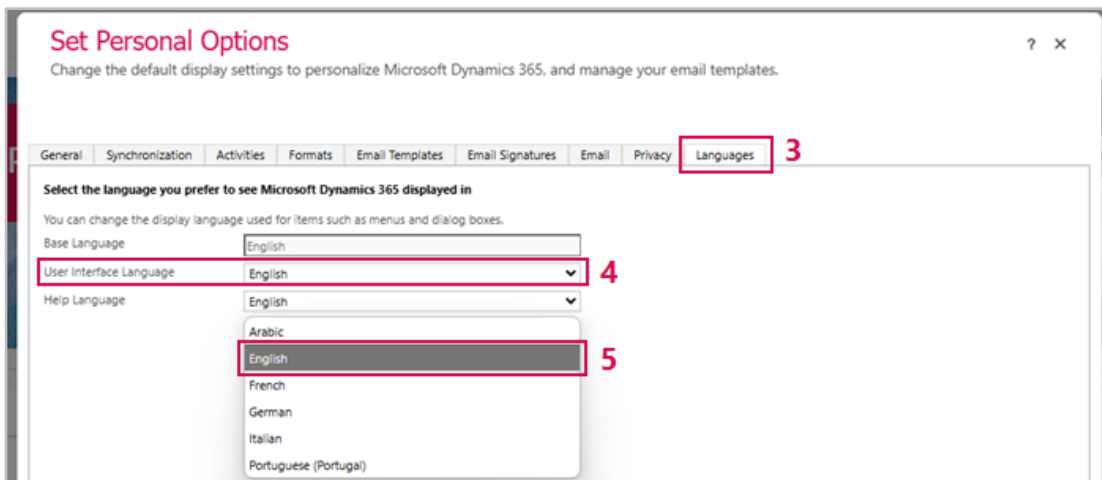 Set Personal Options
? ×
Change the default display settings to personalize Microsoft Dynamics 365, and manage your email templates.
General Synchronization Activities Formats Email Templates Email Signatures Email Privacy Languages 3
Select the language you prefer to see Microsoft Dynamics 365 displayed in
You can change the display language used for items such as menus and dialog boxes.
Base Language English
User Interface Language English 4
Help Language English
Arabic
English 5
French
German
Italian
Portuguese (Portugal)